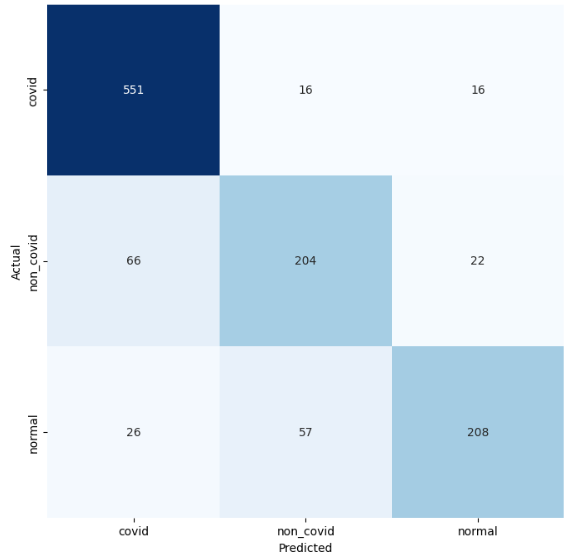 covid
551 16 16
Actual
non_covid
66 204 22
normal
26 57 208
covid non_covid normal
Predicted